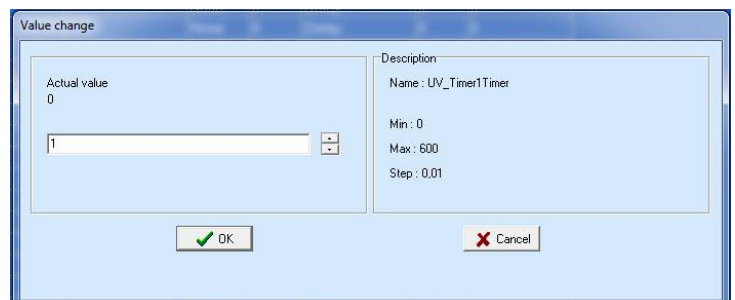 Value change
Actual value
0
1
Description
Name : UV_Timer1Timer
Min : 0
Max : 600
Step : 0,01
OK
Cancel